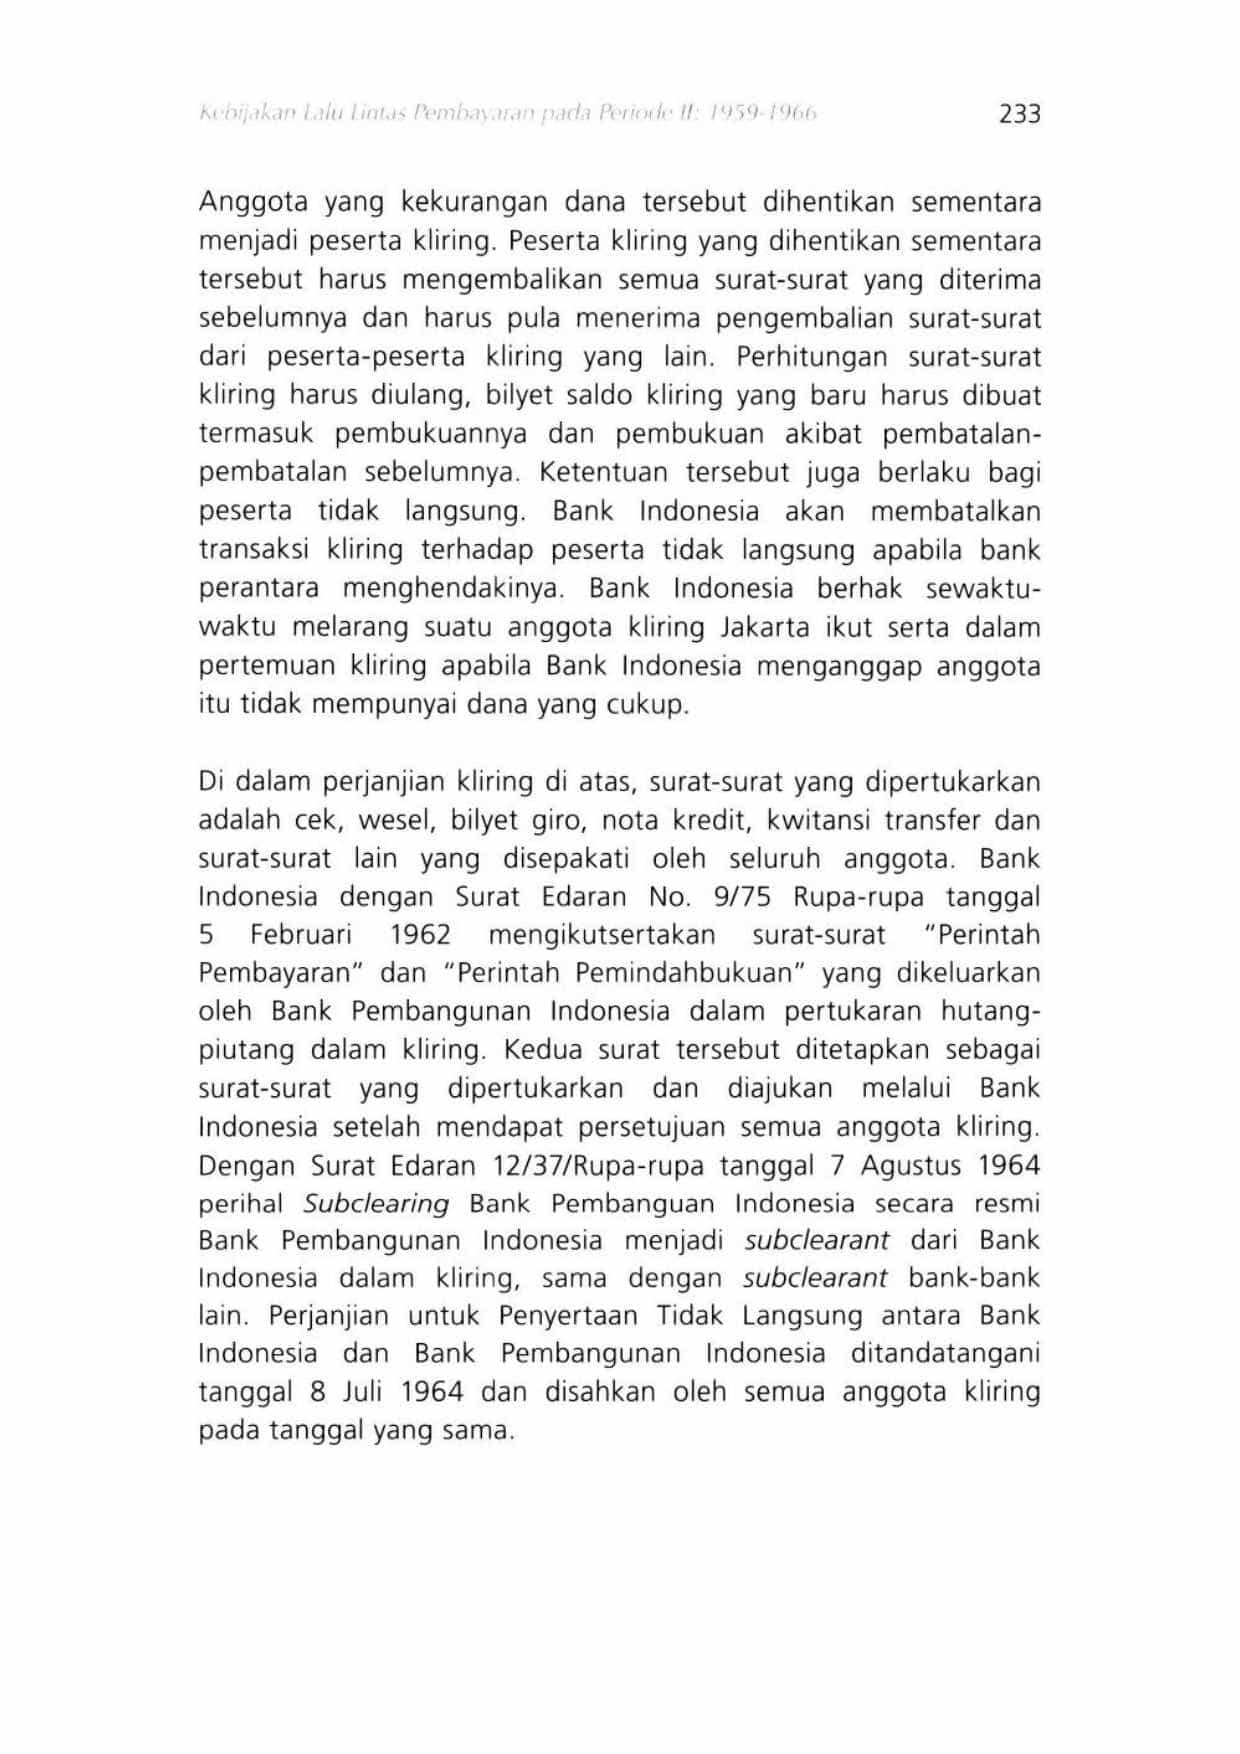 Kebijakan Lalu Lintas Pembayaran pada Periode II: 1959-1966 233
Anggota yang kekurangan dana tersebut dihentikan sementara
menjadi peserta kliring. Peserta kliring yang dihentikan sementara
tersebut harus mengembalikan semua surat-surat yang diterima
sebelumnya dan harus pula menerima pengembalian surat-surat
dari peserta-peserta kliring yang lain. Perhitungan surat-surat
kliring harus diulang, bilyet saldo kliring yang baru harus dibuat
termasuk pembukuannya dan pembukuan akibat pembatalan-
pembatalan sebelumnya. Ketentuan tersebut juga berlaku bagi
peserta tidak langsung. Bank Indonesia akan membatalkan
transaksi kliring terhadap peserta tidak langsung apabila bank
perantara menghendakinya. Bank Indonesia berhak sewaktu-
waktu melarang suatu anggota kliring Jakarta ikut serta dalam
pertemuan kliring apabila Bank Indonesia menganggap anggota
itu tidak mempunyai dana yang cukup.
Di dalam perjanjian kliring di atas, surat-surat yang dipertukarkan
adalah cek, wesel, bilyet giro, nota kredit, kwitansi transfer dan
surat-surat lain yang disepakati oleh seluruh anggota. Bank
Indonesia dengan Surat Edaran No. 9/75 Rupa-rupa tanggal
5 Februari 1962 mengikutsertakan surat-surat "Perintah
Pembayaran" dan "Perintah Pemindahbukuan" yang dikeluarkan
oleh Bank Pembangunan Indonesia dalam pertukaran hutang-
piutang dalam kliring. Kedua surat tersebut ditetapkan sebagai
surat-surat yang dipertukarkan dan diajukan melalui Bank
Indonesia setelah mendapat persetujuan semua anggota kliring.
Dengan Surat Edaran 12/37/Rupa-rupa tanggal 7 Agustus 1964
perihal Subclearing Bank Pembanguan Indonesia secara resmi
Bank Pembangunan Indonesia menjadi subclearant dari Bank
Indonesia dalam kliring, sama dengan subclearant bank-bank
lain. Perjanjian untuk Penyertaan Tidak Langsung antara Bank
Indonesia dan Bank Pembangunan Indonesia ditandatangani
tanggal 8 Juli 1964 dan disahkan oleh semua anggota kliring
pada tanggal yang sama.